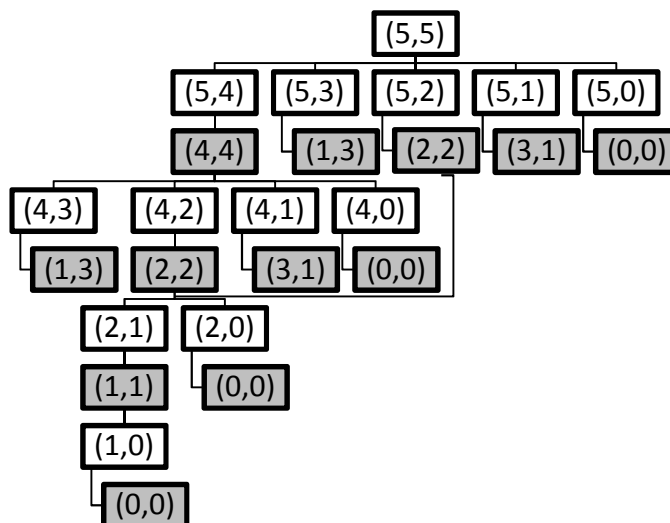 (5,5)
(5,4) (5,3) (5,2) (5,1) (5,0)
(4,4) (1,3) (2,2) (3,1) (0,0)
(4,3) (4,2) (4,1) (4,0)
(1,3) (2,2) (3,1) (0,0)
(2,1) (2,0)
(1,1) (0,0)
(1,0)
(0,0)